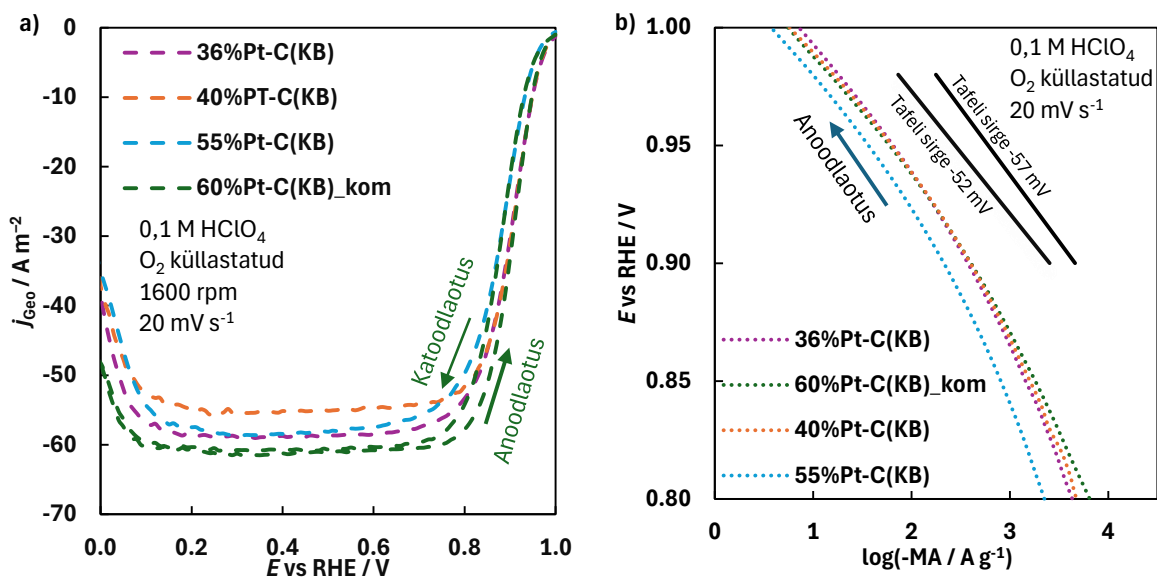 a)
0
-10
-20
-30
-40
-50
-60
-70
j_Geo / A m⁻²
36%Pt-C(KB)
40%PT-C(KB)
55%Pt-C(KB)
60%Pt-C(KB)_kom
0,1 M HClO₄
O₂ küllastatud
1600 rpm
20 mV s⁻¹
Katoodlaotus
Anoodlaotus
0.0 0.2 0.4 0.6 0.8 1.0
E vs RHE / V
b)
1.00
0.95
0.90
0.85
0.80
E vs RHE / V
0,1 M HClO₄
O₂ küllastatud
20 mV s⁻¹
Tafeli sirge -57 mV
Tafeli sirge -52 mV
Anoodlaotus
36%Pt-C(KB)
60%Pt-C(KB)_kom
40%Pt-C(KB)
55%Pt-C(KB)
0 1 2 3 4
log(-MA / A g⁻¹)